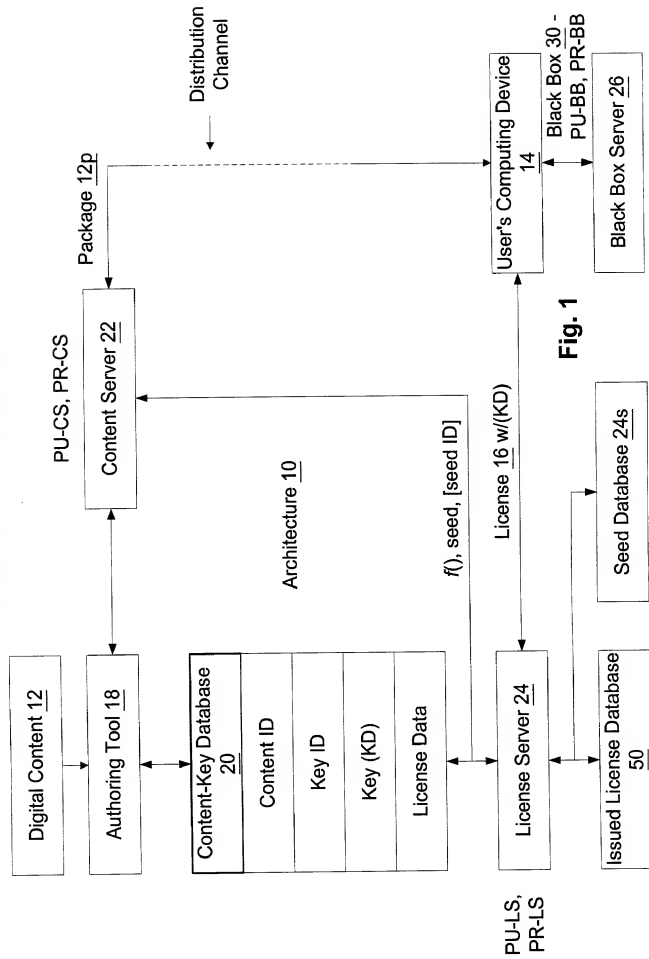 Digital Content 12
Authoring Tool 18
Content-Key Database
20
Content ID
Key ID
Key (KD)
License Data
PU-LS,
PR-LS
License Server 24
Issued License Database
50
Seed Database 24s
PU-CS, PR-CS
Content Server 22
Package 12p
Distribution
Channel
Architecture 10
f(), seed, [seed ID]
License 16 w/(KD)
User's Computing Device
14
Black Box 30 -
PU-BB, PR-BB
Black Box Server 26
Fig. 1